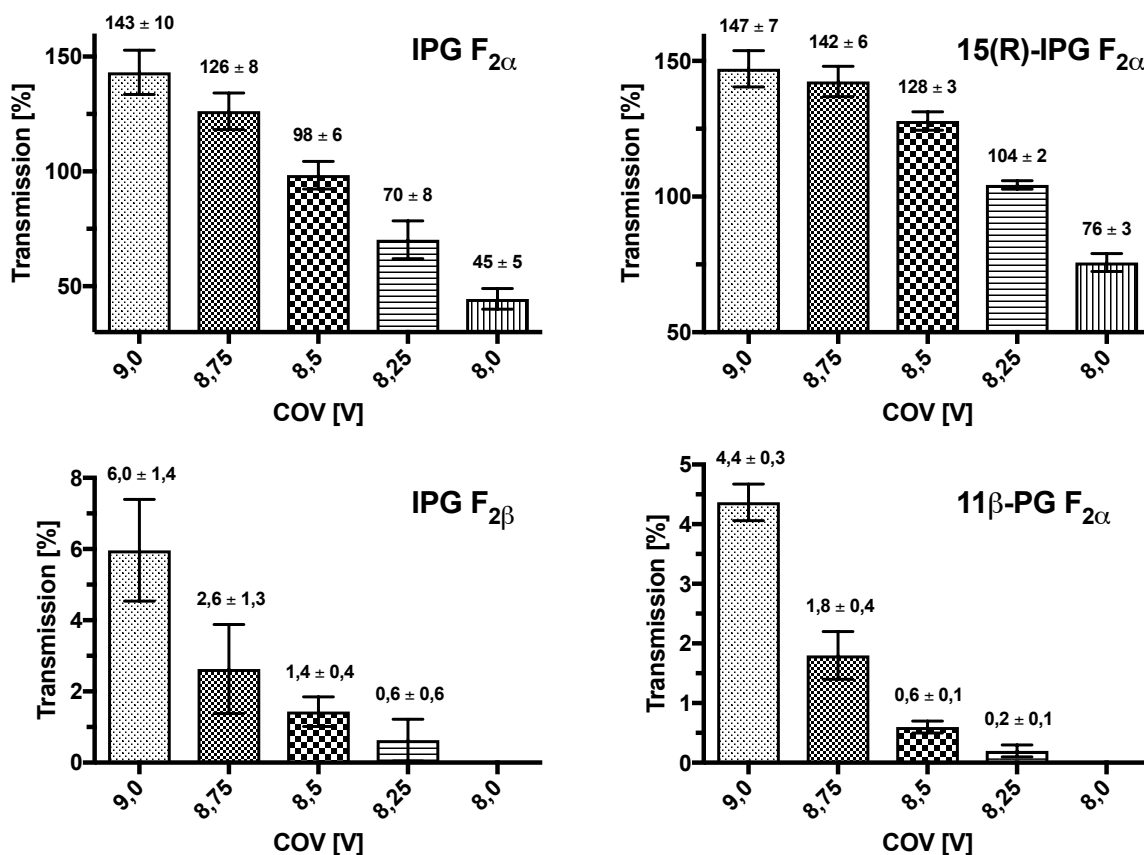 IPG F2α
Transmission [%]
150
100
50
143 ± 10
126 ± 8
98 ± 6
70 ± 8
45 ± 5
9,0
8,75
8,5
8,25
8,0
COV [V]
15(R)-IPG F2α
Transmission [%]
150
100
50
147 ± 7
142 ± 6
128 ± 3
104 ± 2
76 ± 3
9,0
8,75
8,5
8,25
8,0
COV [V]
IPG F2β
Transmission [%]
8
6
4
2
0
6,0 ± 1,4
2,6 ± 1,3
1,4 ± 0,4
0,6 ± 0,6
9,0
8,75
8,5
8,25
8,0
COV [V]
11β-PG F2α
Transmission [%]
5
4
3
2
1
0
4,4 ± 0,3
1,8 ± 0,4
0,6 ± 0,1
0,2 ± 0,1
9,0
8,75
8,5
8,25
8,0
COV [V]